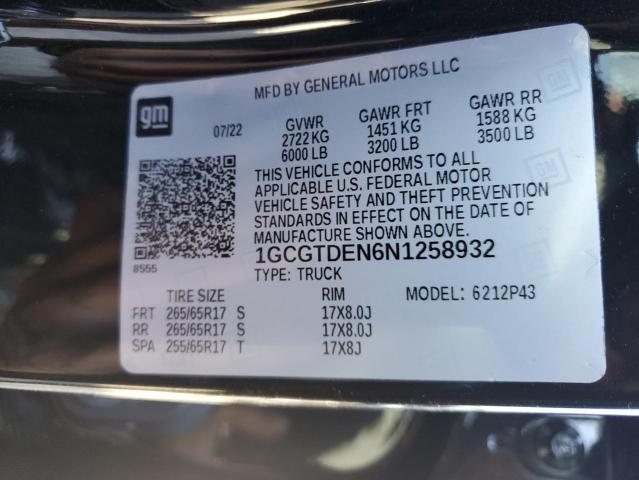 MFD BY GENERAL MOTORS LLC
gm
07/22 GVWR GAWR FRT GAWR RR
2722 KG 1451 KG 1588 KG
6000 LB 3200 LB 3500 LB
THIS VEHICLE CONFORMS TO ALL
APPLICABLE U.S. FEDERAL MOTOR
VEHICLE SAFETY AND THEFT PREVENTION
STANDARDS IN EFFECT ON THE DATE OF
MANUFACTURE SHOWN ABOVE.
8555 1GCGTDEN6N1258932
TYPE: TRUCK
TIRE SIZE RIM MODEL: 6212P43
FRT 265/65R17 S 17X8.0J
RR 265/65R17 S 17X8.0J
SPA 255/65R17 T 17X8J